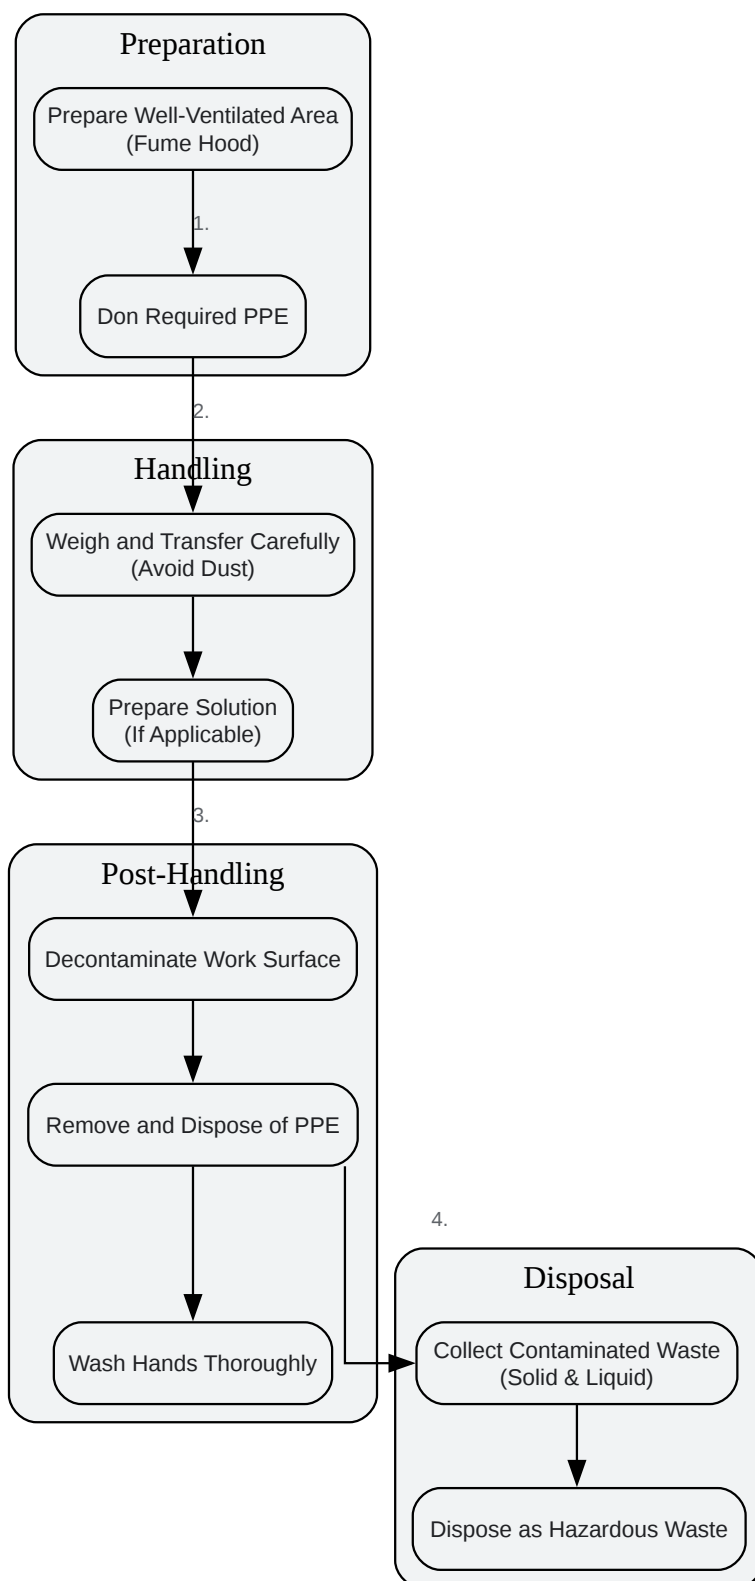 Preparation
Prepare Well-Ventilated Area
(Fume Hood)
1.
Don Required PPE
2.
Handling
Weigh and Transfer Carefully
(Avoid Dust)
Prepare Solution
(If Applicable)
3.
Post-Handling
Decontaminate Work Surface
Remove and Dispose of PPE
4.
Wash Hands Thoroughly
Disposal
Collect Contaminated Waste
(Solid & Liquid)
Dispose as Hazardous Waste